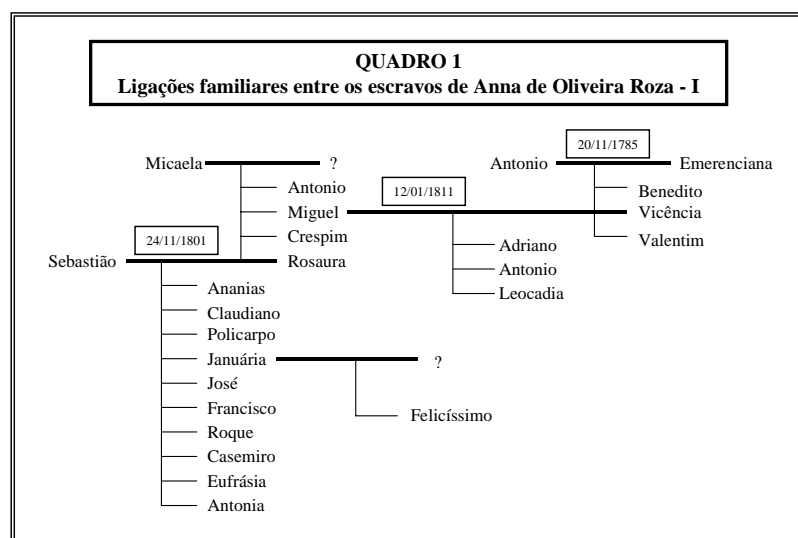 QUADRO 1
Ligações familiares entre os escravos de Anna de Oliveira Roza - I
20/11/1785
Micaela ?
Antonio Emerenciana
Antonio
12/01/1811
Benedito
Miguel
Vicência
Crespim
24/11/1801
Adriano
Valentim
Sebastião Rosaura
Antonio
Ananias
Leocadia
Claudiano
Policarpo
Januária ?
José
Francisco
Felicíssimo
Roque
Casemiro
Eufrásia
Antonia